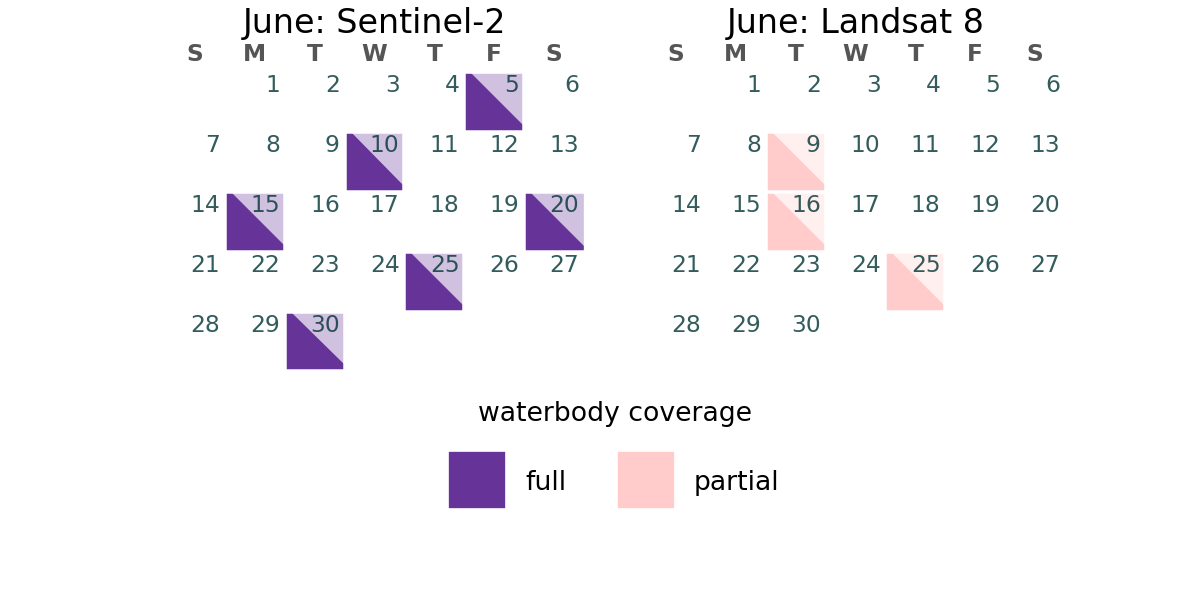 June: Sentinel-2
S M T W T F S
1 2 3 4 5 6
7 8 9 10 11 12 13
14 15 16 17 18 19 20
21 22 23 24 25 26 27
28 29 30
June: Landsat 8
S M T W T F S
1 2 3 4 5 6
7 8 9 10 11 12 13
14 15 16 17 18 19 20
21 22 23 24 25 26 27
28 29 30
waterbody coverage
full
partial